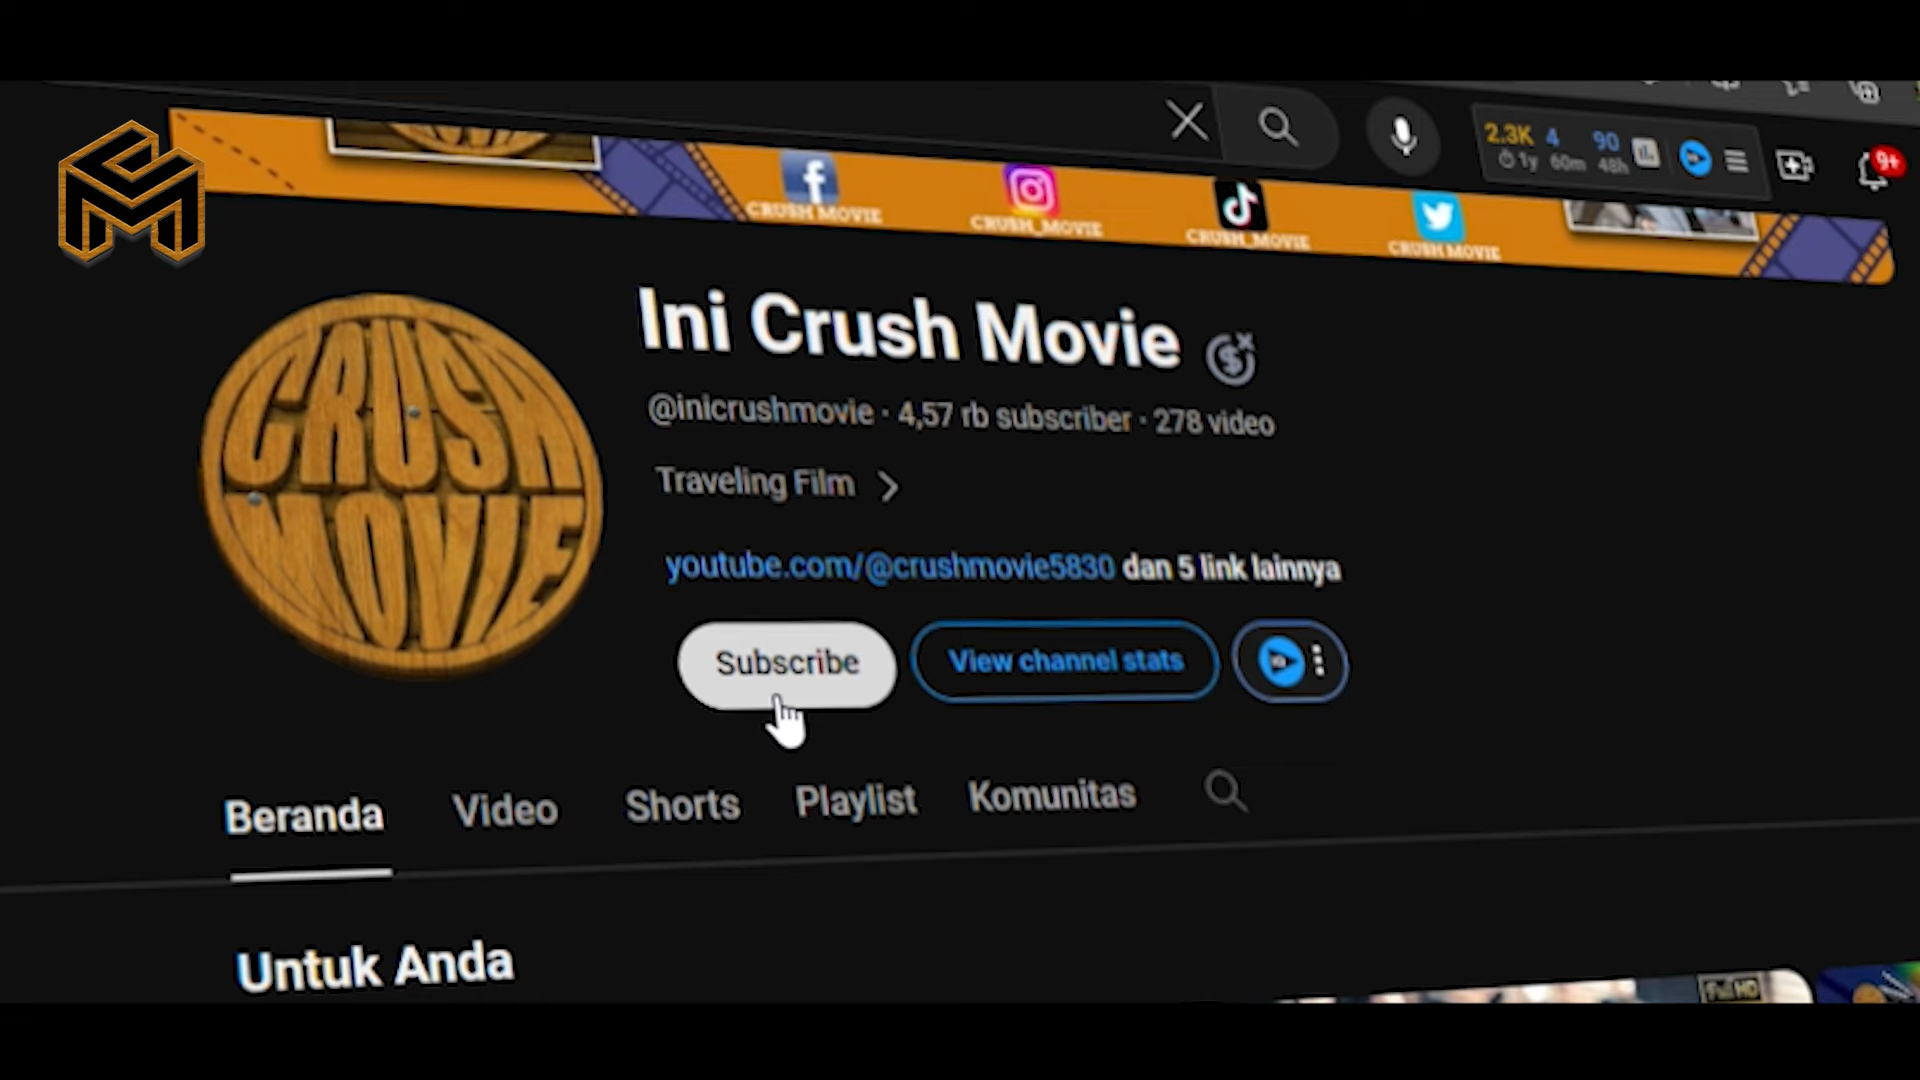 2.3K 4 90
1y 60m 48h
9+
CRUSH MOVIE
CRUSH_MOVIE
CRUSH_MOVIE
CRUSH MOVIE
CRUSH
MOVIE
Ini Crush Movie
@inicrushmovie · 4,57 rb subscriber · 278 video
Traveling Film
youtube.com/@crushmovie5830 dan 5 link lainnya
Subscribe
View channel stats
Beranda
Video
Shorts
Playlist
Komunitas
Untuk Anda
Full HD